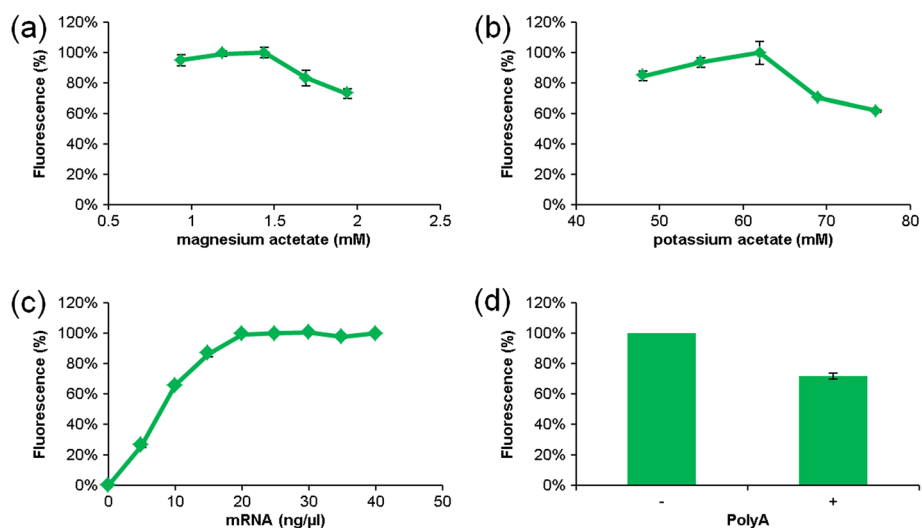 (a)
Fluorescence (%)
120%
100%
80%
60%
40%
20%
0%
0.5 1 1.5 2 2.5
magnesium actetate (mM)
(b)
Fluorescence (%)
120%
100%
80%
60%
40%
20%
0%
40 50 60 70 80
potassium acetate (mM)
(c)
Fluorescence (%)
120%
100%
80%
60%
40%
20%
0%
0 10 20 30 40 50
mRNA (ng/µl)
(d)
Fluorescence (%)
120%
100%
80%
60%
40%
20%
0%
- +
PolyA